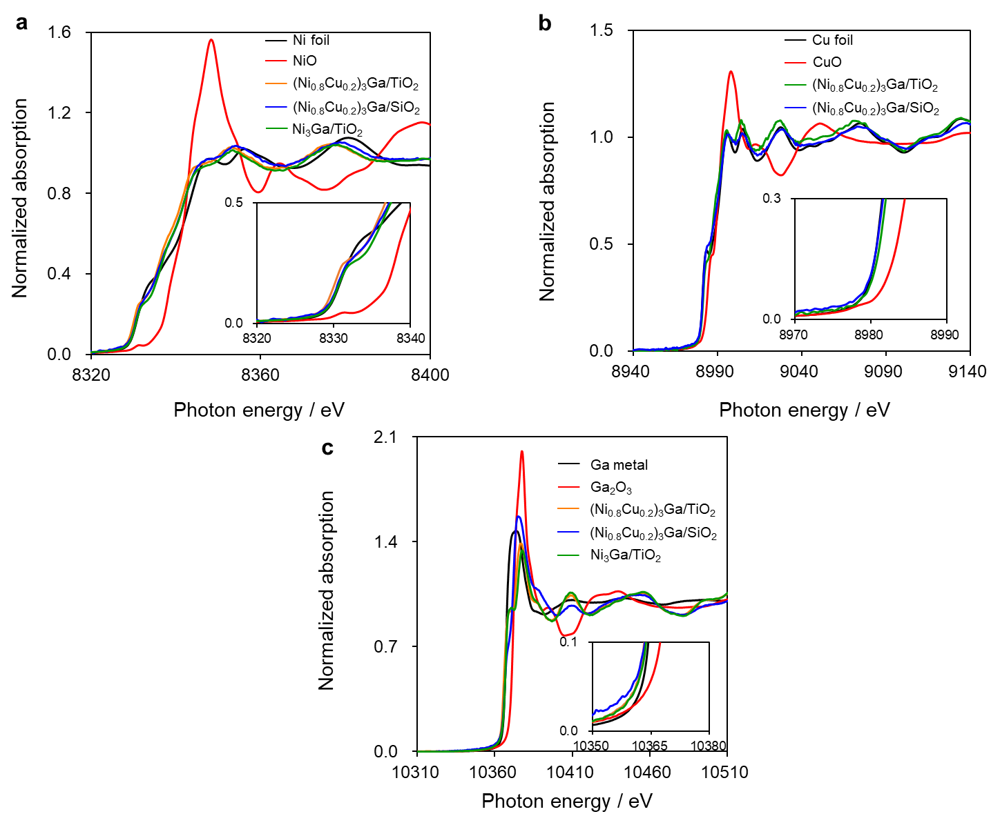 a
1.6
1.2
0.8
0.4
0.0
8320
8360
8400
Normalized absorption
Photon energy / eV
Ni foil
NiO
(Ni₀.₈Cu₀.₂)₃Ga/TiO₂
(Ni₀.₈Cu₀.₂)₃Ga/SiO₂
Ni₃Ga/TiO₂
0.5
0.0
8320
8330
8340
b
1.5
1.0
0.5
0.0
8940
8990
9040
9090
9140
Normalized absorption
Photon energy / eV
Cu foil
CuO
(Ni₀.₈Cu₀.₂)₃Ga/TiO₂
(Ni₀.₈Cu₀.₂)₃Ga/SiO₂
0.3
0.0
8970
8980
8990
c
2.1
1.4
0.7
0.0
10310
10360
10410
10460
10510
Normalized absorption
Photon energy / eV
Ga metal
Ga₂O₃
(Ni₀.₈Cu₀.₂)₃Ga/TiO₂
(Ni₀.₈Cu₀.₂)₃Ga/SiO₂
Ni₃Ga/TiO₂
0.1
0.0
10350
10365
10380